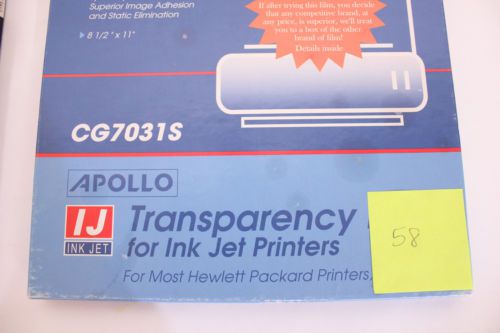 Superior Image Adhesion
and Static Elimination
8 1/2" x 11"
If after trying this film, you decide
that any competitive brand, at
any price, is superior, we'll treat
you to a box of the other
brand of film!
Details inside
CG7031S
APOLLO
IJ
INK JET
Transparency
for Ink Jet Printers
For Most Hewlett Packard Printers,
58